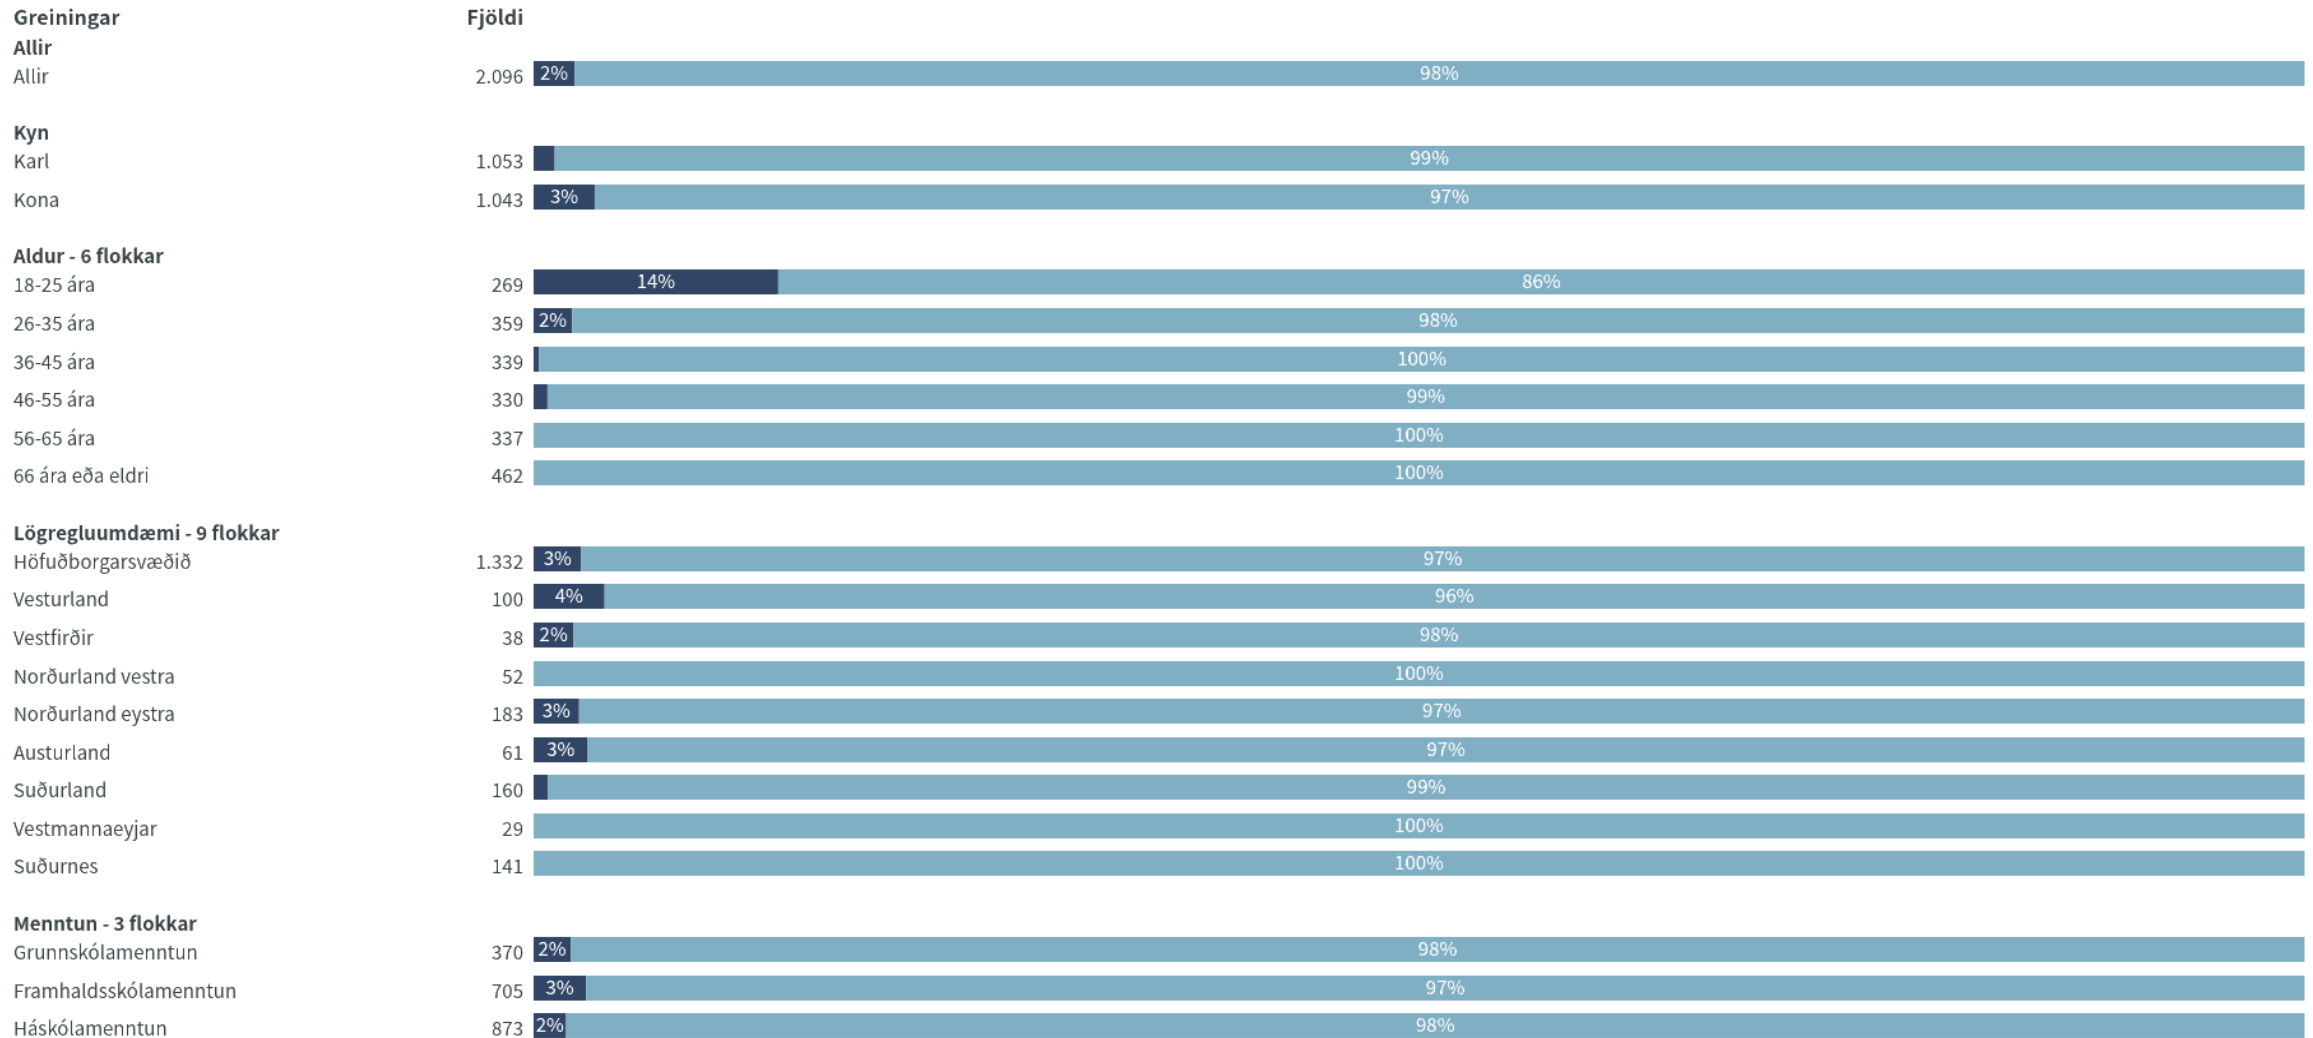 Greiningar Fjöldi
Allir
Allir 2.096 2% 98%
Kyn
Karl 1.053 99%
Kona 1.043 3% 97%
Aldur - 6 flokkar
18-25 ára 269 14% 86%
26-35 ára 359 2% 98%
36-45 ára 339 100%
46-55 ára 330 99%
56-65 ára 337 100%
66 ára eða eldri 462 100%
Lögregluumdæmi - 9 flokkar
Höfuðborgarsvæðið 1.332 3% 97%
Vesturland 100 4% 96%
Vestfirðir 38 2% 98%
Norðurland vestra 52 100%
Norðurland eystra 183 3% 97%
Austurland 61 3% 97%
Suðurland 160 99%
Vestmannaeyjar 29 100%
Suðurnes 141 100%
Menntun - 3 flokkar
Grunnskólamenntun 370 2% 98%
Framhaldsskólamenntun 705 3% 97%
Háskólamenntun 873 2% 98%